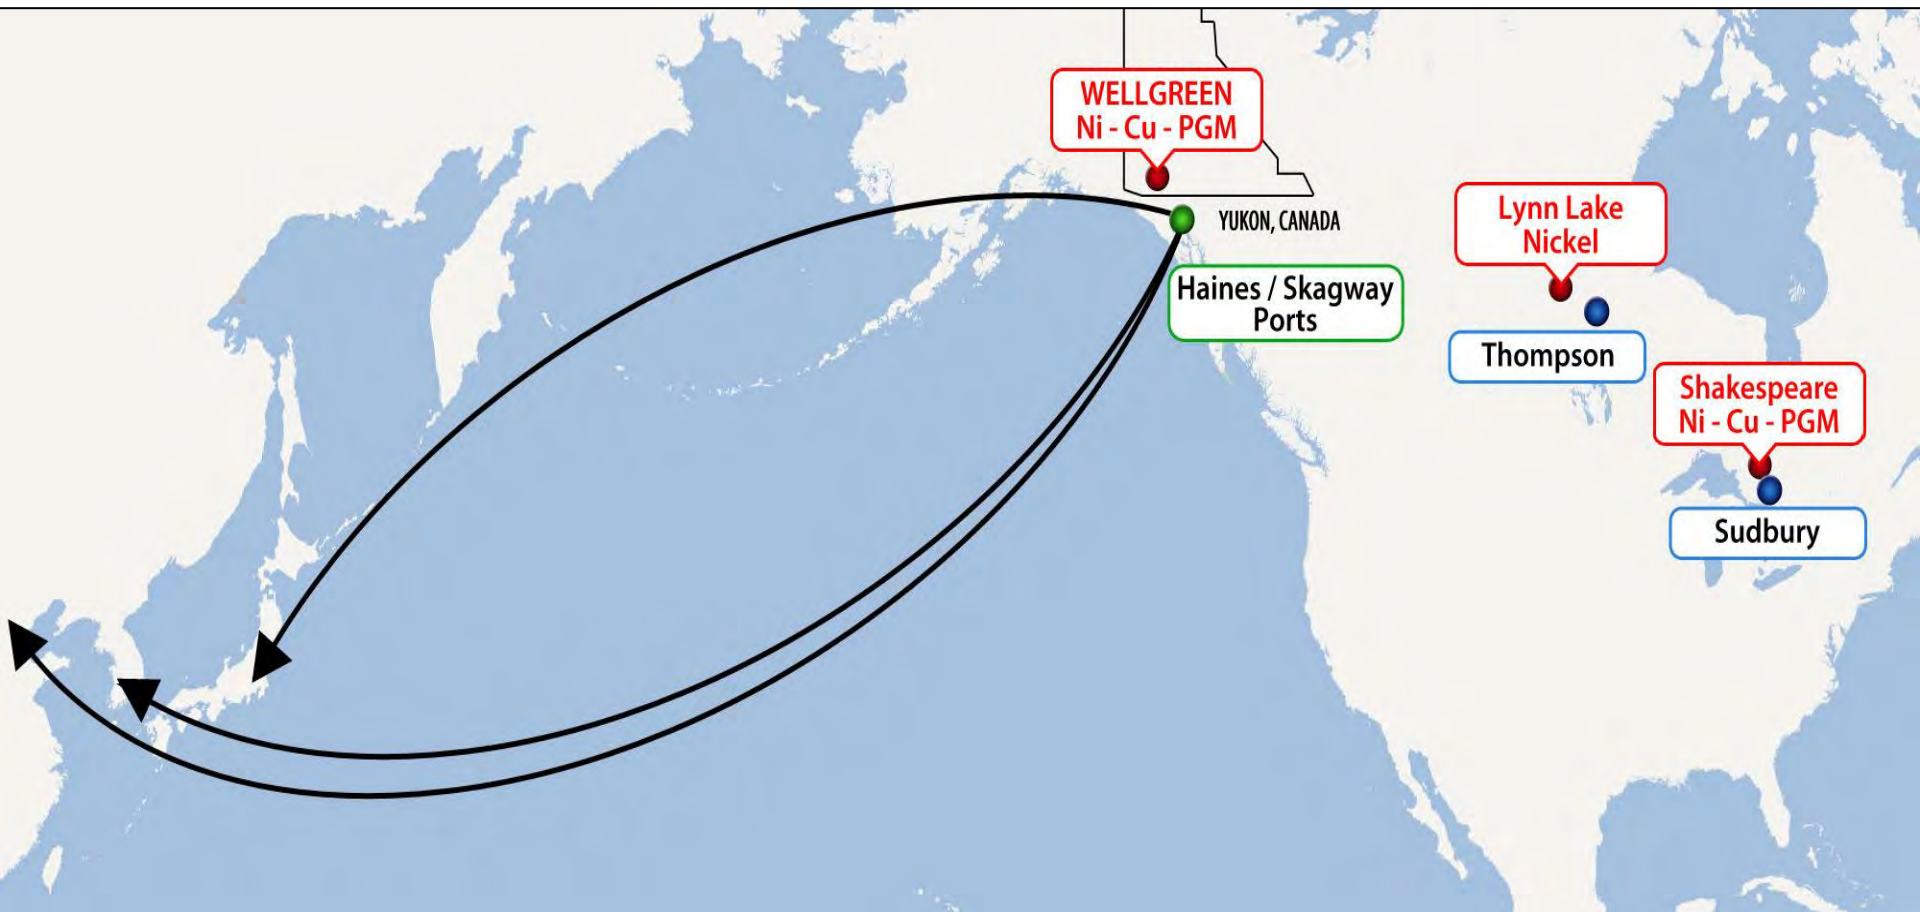 WELLGREEN
Ni - Cu - PGM
YUKON, CANADA
Haines / Skagway
Ports
Lynn Lake
Nickel
Thompson
Shakespeare
Ni - Cu - PGM
Sudbury